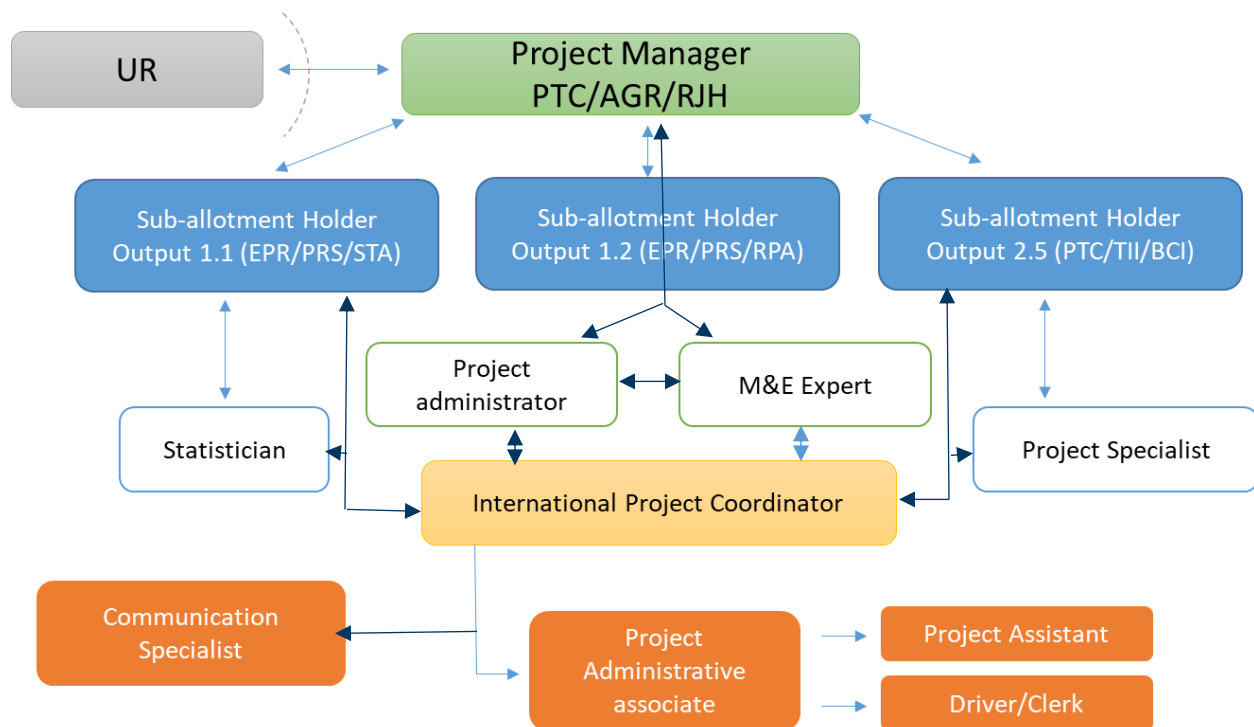 UR
Project Manager
PTC/AGR/RJH
Sub-allotment Holder
Output 1.1 (EPR/PRS/STA)
Sub-allotment Holder
Output 1.2 (EPR/PRS/RPA)
Sub-allotment Holder
Output 2.5 (PTC/TII/BCI)
Project
administrator
M&E Expert
Statistician
Project Specialist
International Project Coordinator
Communication
Specialist
Project
Administrative
associate
Project Assistant
Driver/Clerk